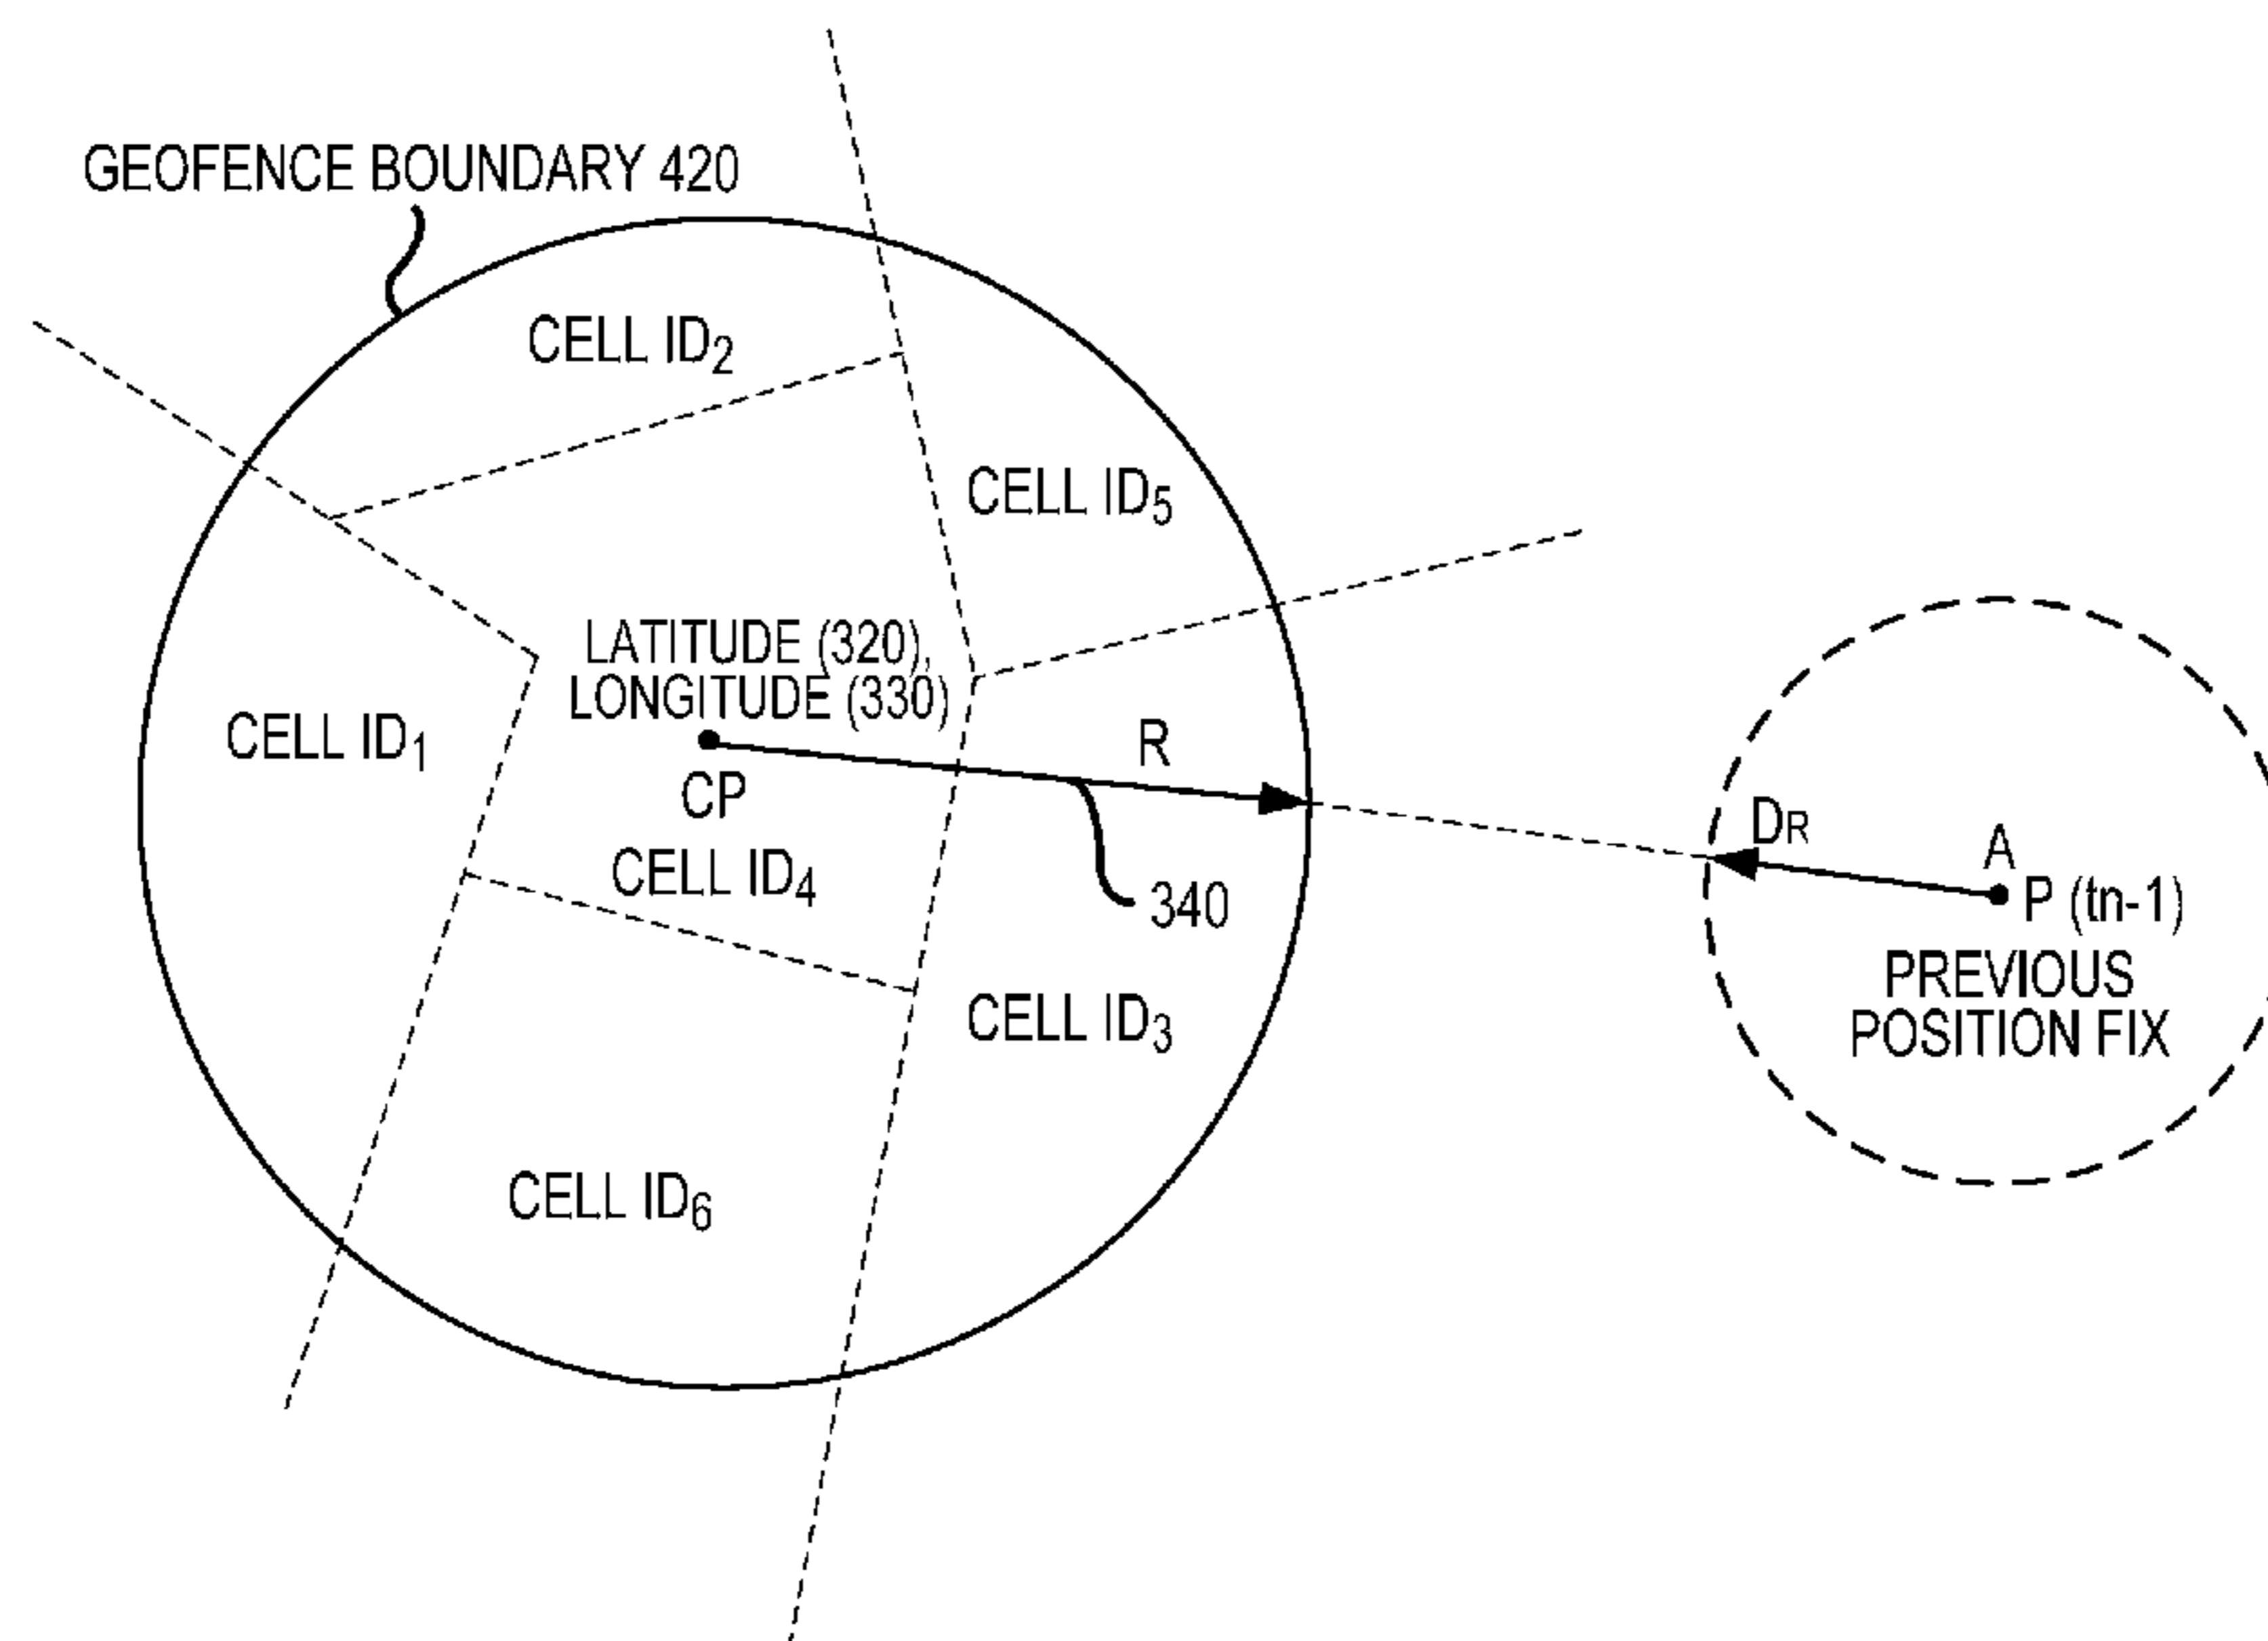 GEOFENCE BOUNDARY 420
CELL ID2
CELL ID5
LATITUDE (320),
LONGITUDE (330)
CELL ID1
R
CP
DR
A
CELL ID4
340
P (tn-1)
PREVIOUS
POSITION FIX
CELL ID3
CELL ID6